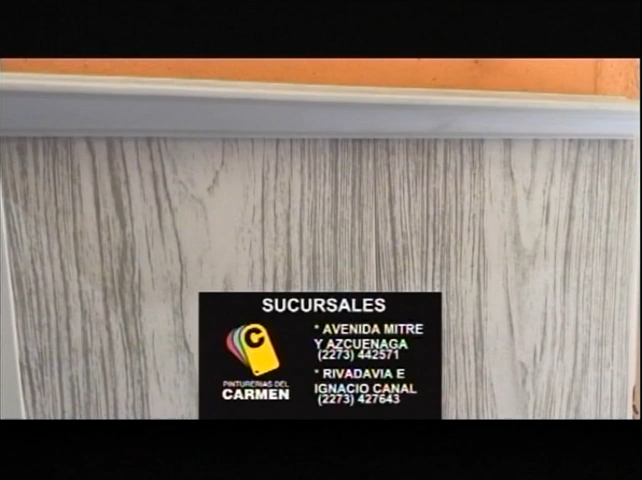 SUCURSALES
* AVENIDA MITRE
Y AZCUENAGA
(2273) 442571
* RIVADAVIA E
IGNACIO CANAL
(2273) 427643
C
PINTURERIAS DEL
CARMEN